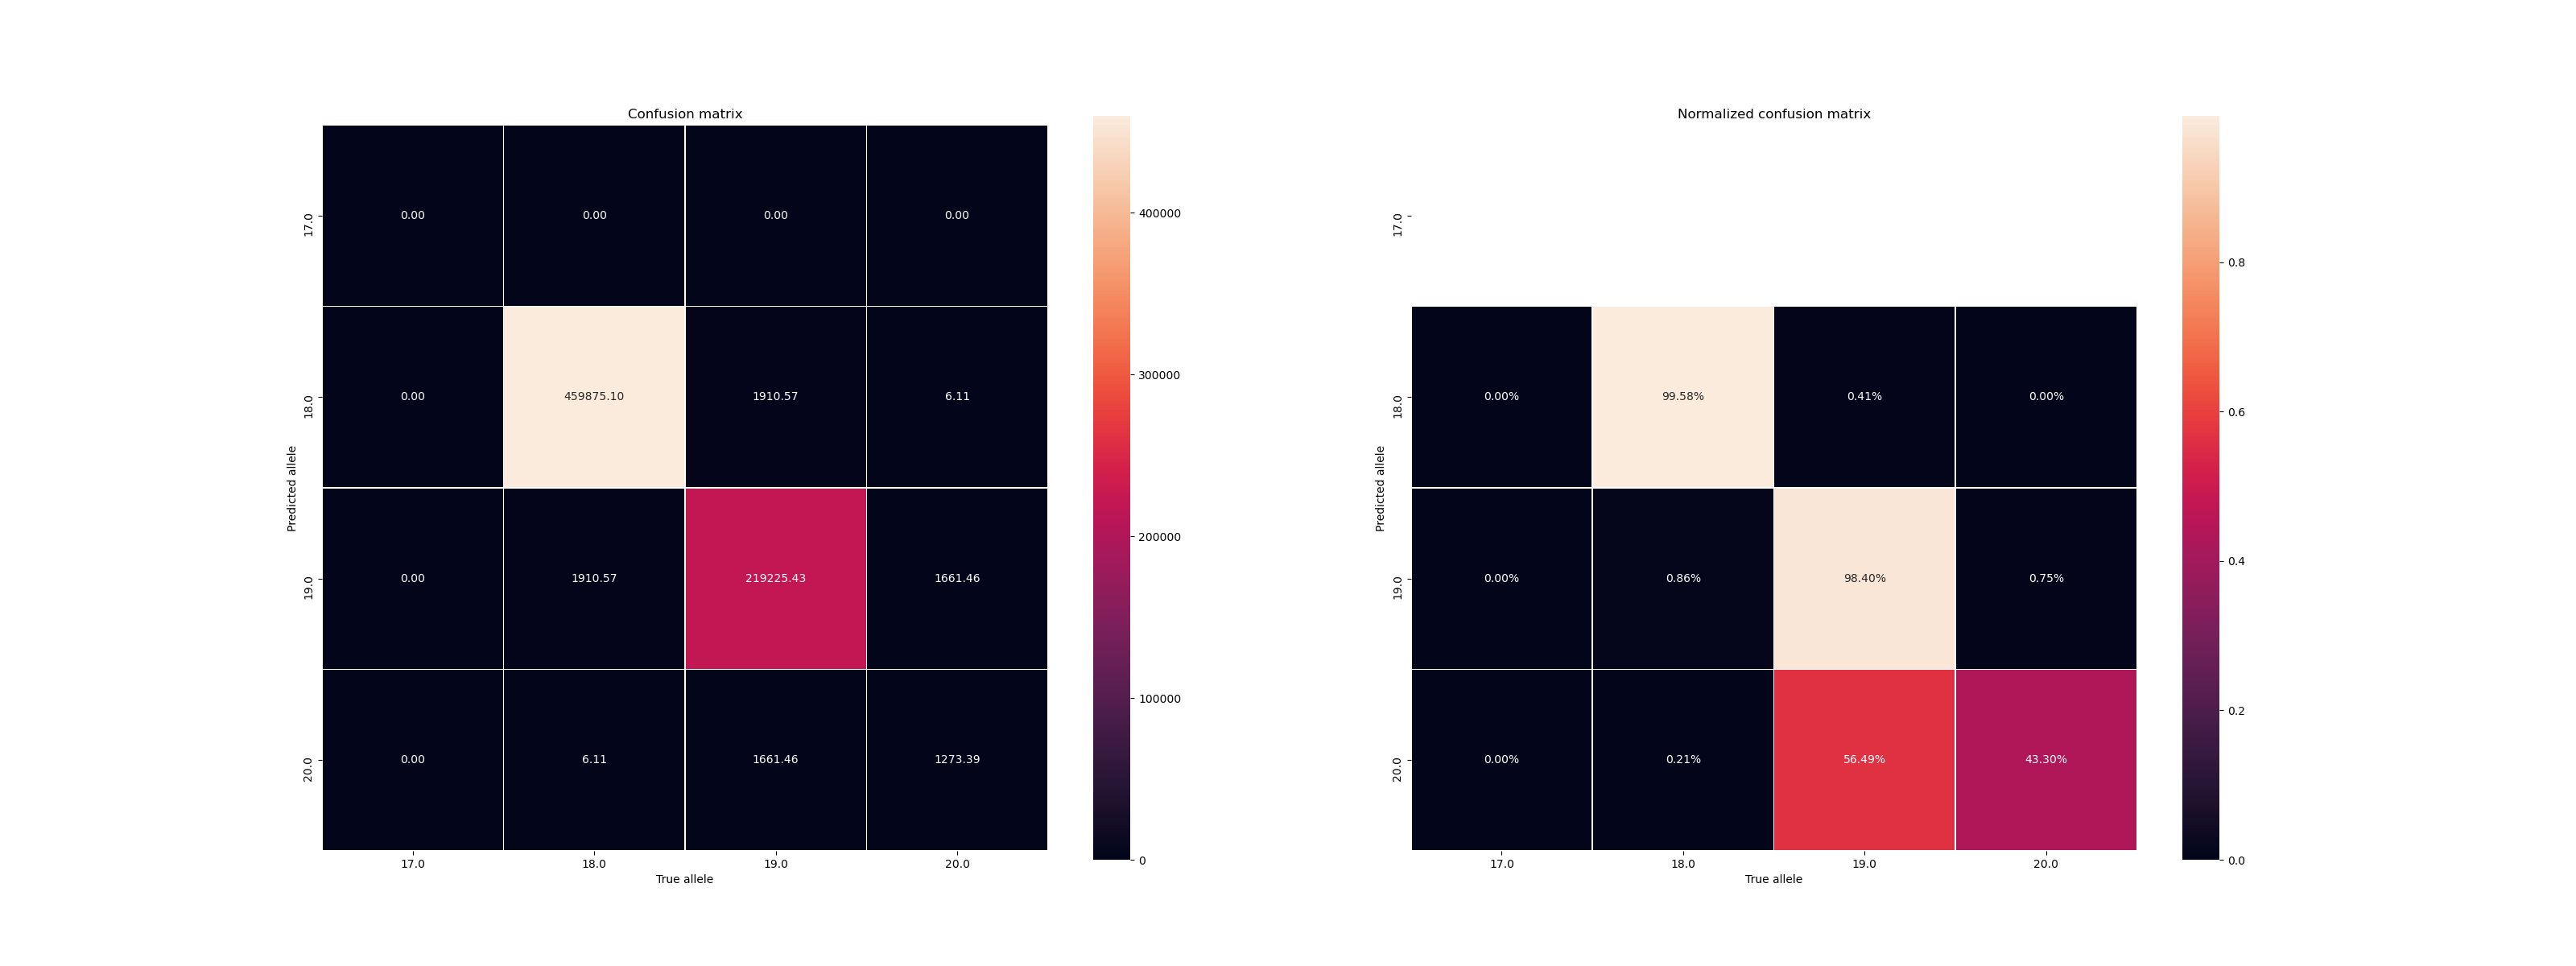 Confusion matrix
17.0 0.00 0.00 0.00 0.00
18.0 0.00 459875.10 1910.57 6.11
19.0 0.00 1910.57 219225.43 1661.46
20.0 0.00 6.11 1661.46 1273.39
Predicted allele
17.0 18.0 19.0 20.0
True allele
400000
300000
200000
100000
0
Normalized confusion matrix
17.0
18.0 0.00% 99.58% 0.41% 0.00%
19.0 0.00% 0.86% 98.40% 0.75%
20.0 0.00% 0.21% 56.49% 43.30%
Predicted allele
17.0 18.0 19.0 20.0
True allele
0.8
0.6
0.4
0.2
0.0